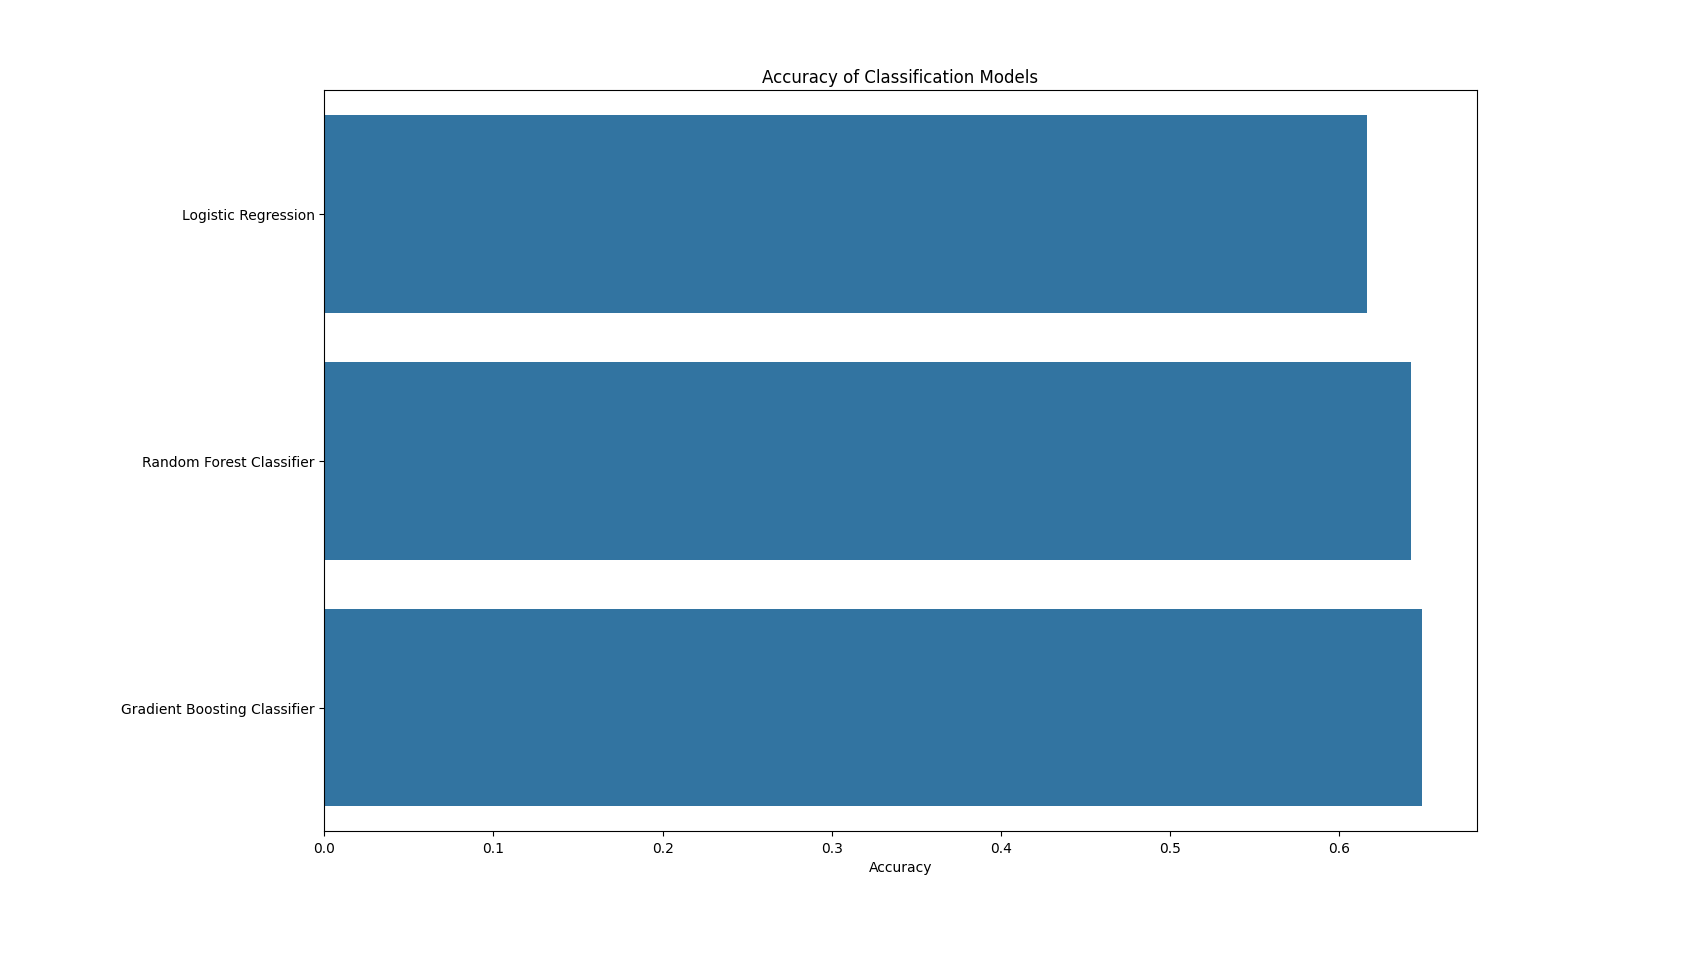 Accuracy of Classification Models
Logistic Regression
Random Forest Classifier
Gradient Boosting Classifier
0.0 0.1 0.2 0.3 0.4 0.5 0.6
Accuracy